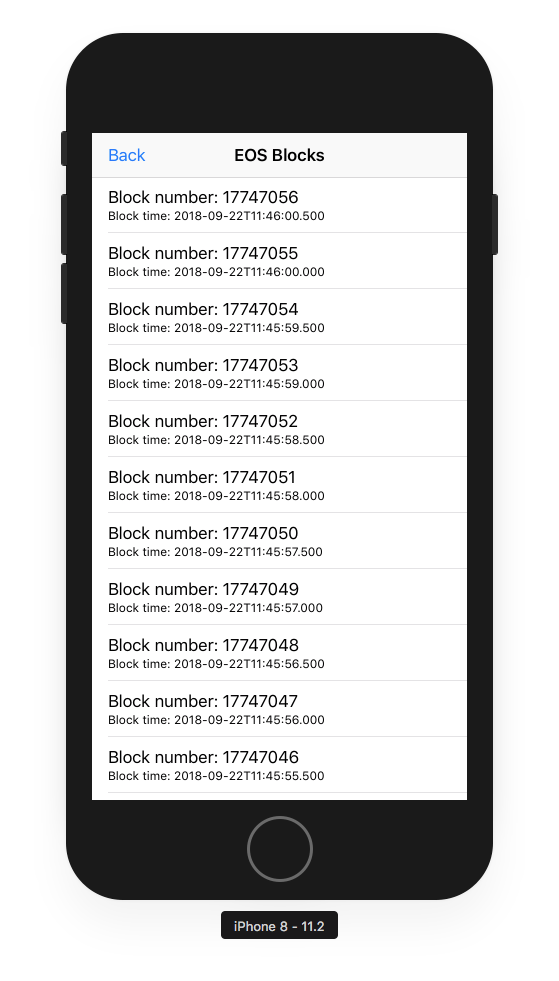 Back
EOS Blocks
Block number: 17747056
Block time: 2018-09-22T11:46:00.500
Block number: 17747055
Block time: 2018-09-22T11:46:00.000
Block number: 17747054
Block time: 2018-09-22T11:45:59.500
Block number: 17747053
Block time: 2018-09-22T11:45:59.000
Block number: 17747052
Block time: 2018-09-22T11:45:58.500
Block number: 17747051
Block time: 2018-09-22T11:45:58.000
Block number: 17747050
Block time: 2018-09-22T11:45:57.500
Block number: 17747049
Block time: 2018-09-22T11:45:57.000
Block number: 17747048
Block time: 2018-09-22T11:45:56.500
Block number: 17747047
Block time: 2018-09-22T11:45:56.000
Block number: 17747046
Block time: 2018-09-22T11:45:55.500
iPhone 8 - 11.2